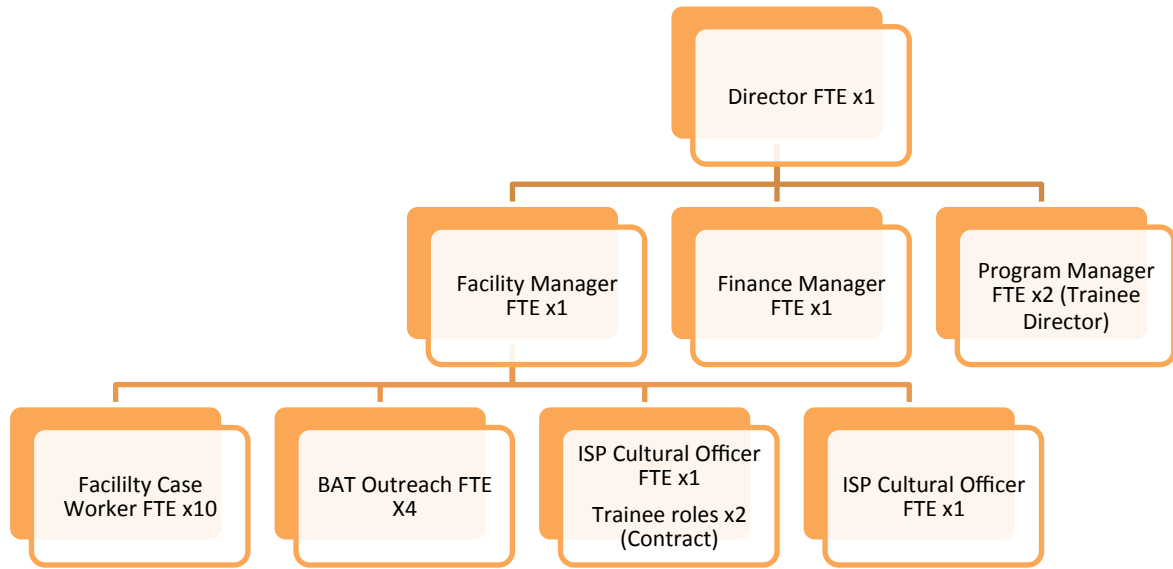 Director FTE x1
Facility Manager
FTE x1
Finance Manager
FTE x1
Program Manager
FTE x2 (Trainee
Director)
Facililty Case
Worker FTE x10
BAT Outreach FTE
X4
ISP Cultural Officer
FTE x1
Trainee roles x2
(Contract)
ISP Cultural Officer
FTE x1